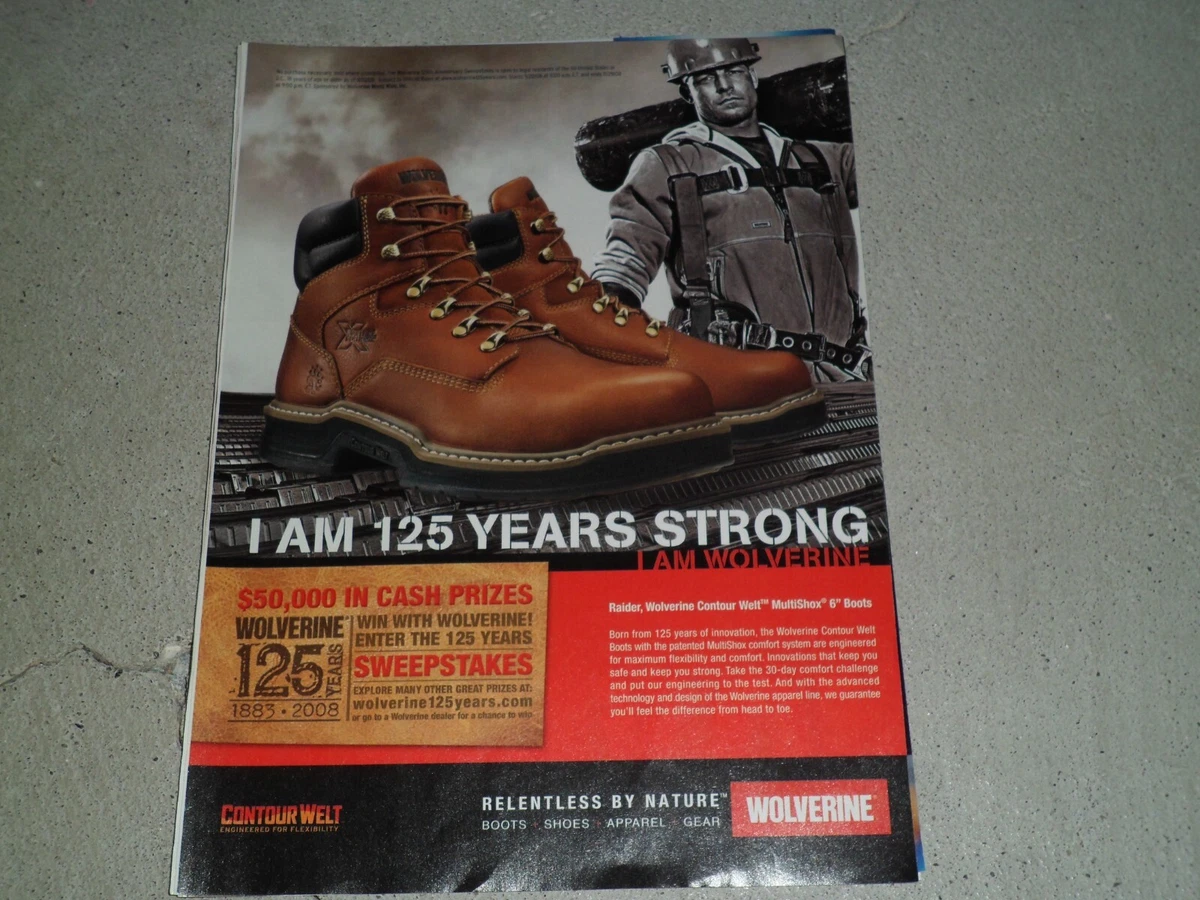 WOLVERINE
I AM 125 YEARS STRONG
I AM WOLVERINE
$50,000 IN CASH PRIZES
WOLVERINE
125 YEARS
1883 • 2008
WIN WITH WOLVERINE!
ENTER THE 125 YEARS
SWEEPSTAKES
EXPLORE MANY OTHER GREAT PRIZES AT:
wolverine125years.com
or go to a Wolverine dealer for a chance to win
Raider, Wolverine Contour Welt™ MultiShox® 6" Boots
Born from 125 years of innovation, the Wolverine Contour Welt
Boots with the patented MultiShox comfort system are engineered
for maximum flexibility and comfort. Innovations that keep you
safe and keep you strong. Take the 30-day comfort challenge
and put our engineering to the test. And with the advanced
technology and design of the Wolverine apparel line, we guarantee
you'll feel the difference from head to toe.
CONTOUR WELT
ENGINEERED FOR FLEXIBILITY
RELENTLESS BY NATURE™
BOOTS SHOES APPAREL GEAR
WOLVERINE